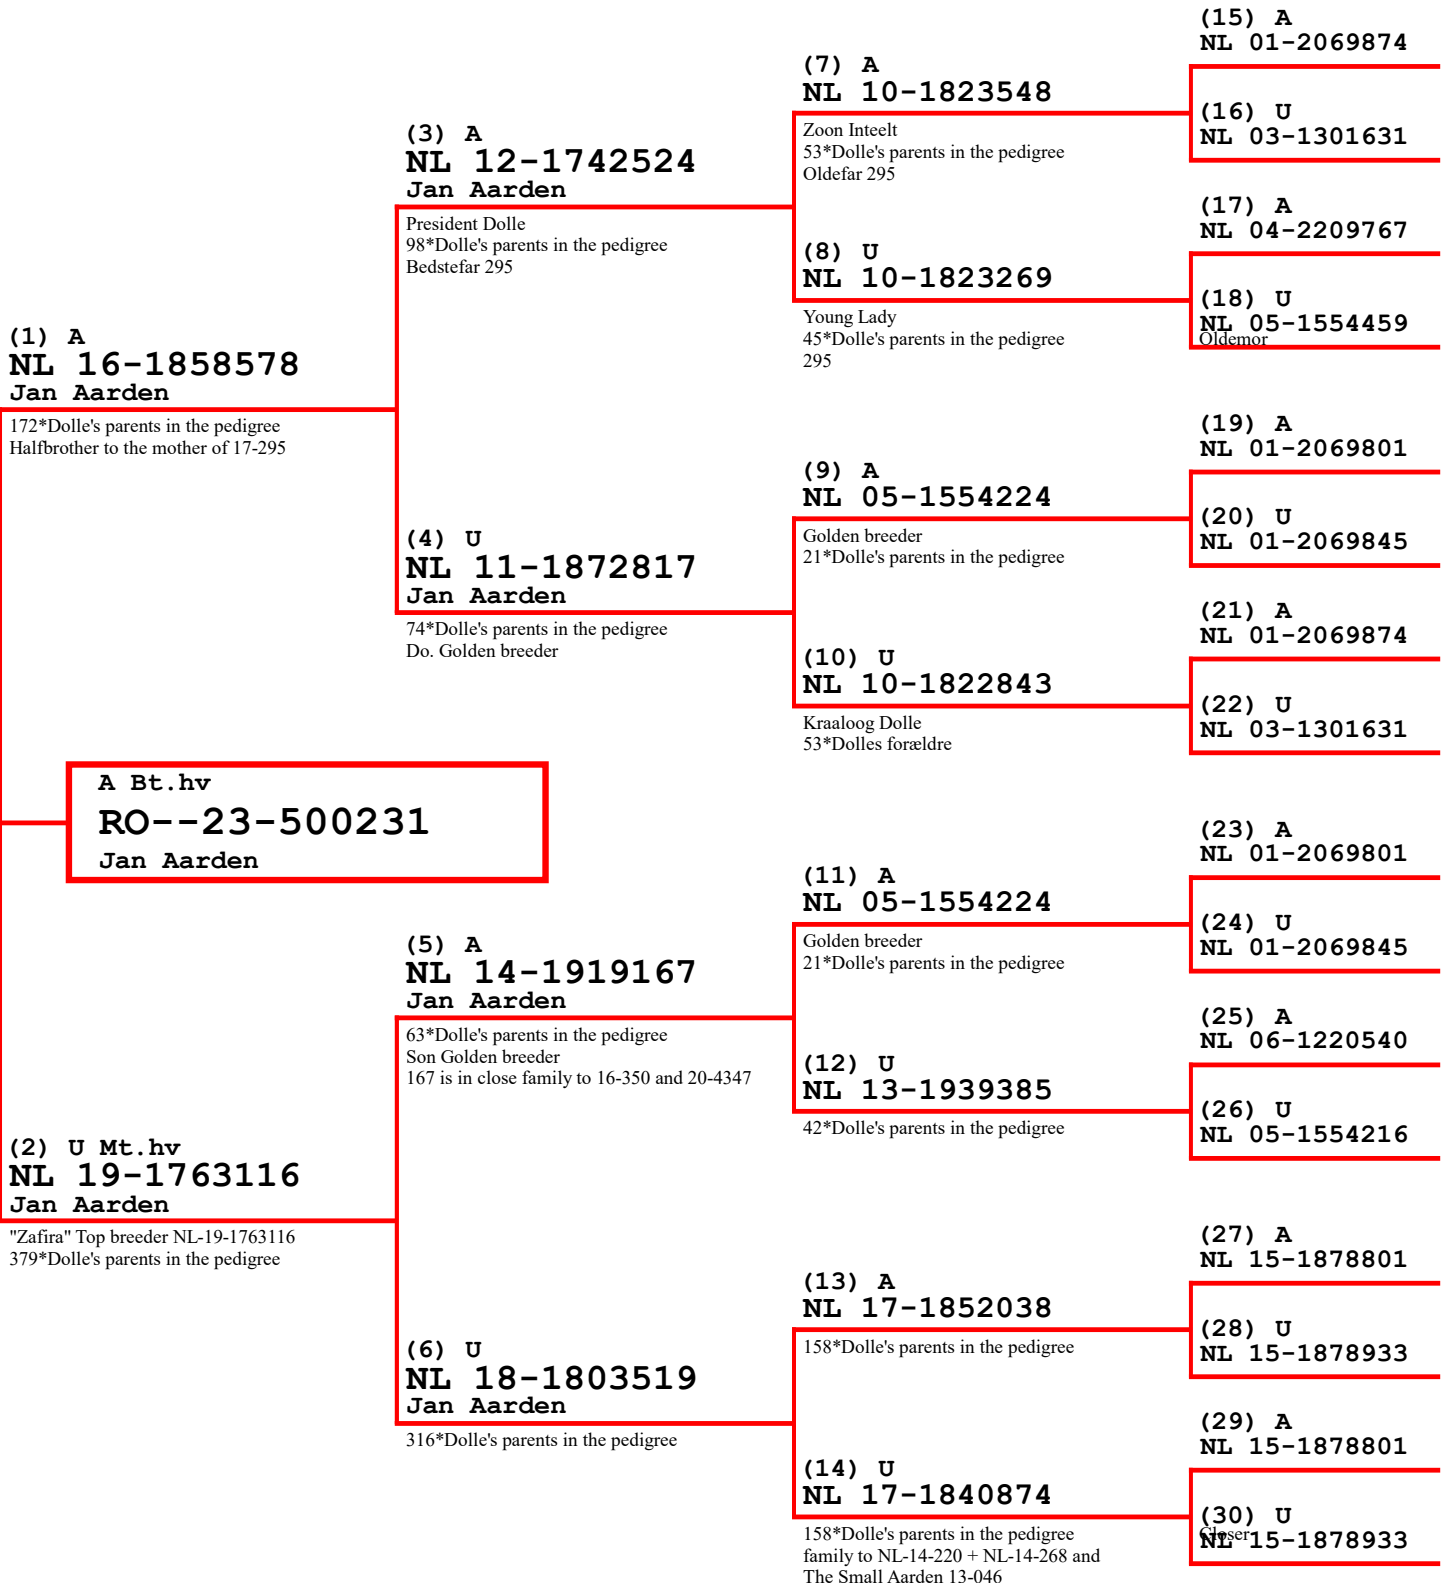 (1) A
NL 16-1858578
Jan Aarden
172*Dolle's parents in the pedigree
Halfbrother to the mother of 17-295
A Bt.hv
RO--23-500231
Jan Aarden
(2) U Mt.hv
NL 19-1763116
Jan Aarden
"Zafira" Top breeder NL-19-1763116
379*Dolle's parents in the pedigree
(3) A
NL 12-1742524
Jan Aarden
President Dolle
98*Dolle's parents in the pedigree
Bedstefar 295
(4) U
NL 11-1872817
Jan Aarden
74*Dolle's parents in the pedigree
Do. Golden breeder
(5) A
NL 14-1919167
Jan Aarden
63*Dolle's parents in the pedigree
Son Golden breeder
167 is in close family to 16-350 and 20-4347
(6) U
NL 18-1803519
Jan Aarden
316*Dolle's parents in the pedigree
(7) A
NL 10-1823548
Zoon Inteelt
53*Dolle's parents in the pedigree
Oldefar 295
(8) U
NL 10-1823269
Young Lady
45*Dolle's parents in the pedigree
295
(9) A
NL 05-1554224
Golden breeder
21*Dolle's parents in the pedigree
(10) U
NL 10-1822843
Kraaloog Dolle
53*Dolles forældre
(11) A
NL 05-1554224
Golden breeder
21*Dolle's parents in the pedigree
(12) U
NL 13-1939385
42*Dolle's parents in the pedigree
(13) A
NL 17-1852038
158*Dolle's parents in the pedigree
(14) U
NL 17-1840874
158*Dolle's parents in the pedigree
family to NL-14-220 + NL-14-268 and
The Small Aarden 13-046
(15) A
NL 01-2069874
(16) U
NL 03-1301631
(17) A
NL 04-2209767
(18) U
NL 05-1554459
Oldemor
(19) A
NL 01-2069801
(20) U
NL 01-2069845
(21) A
NL 01-2069874
(22) U
NL 03-1301631
(23) A
NL 01-2069801
(24) U
NL 01-2069845
(25) A
NL 06-1220540
(26) U
NL 05-1554216
(27) A
NL 15-1878801
(28) U
NL 15-1878933
(29) A
NL 15-1878801
(30) U
Closer
NL 15-1878933